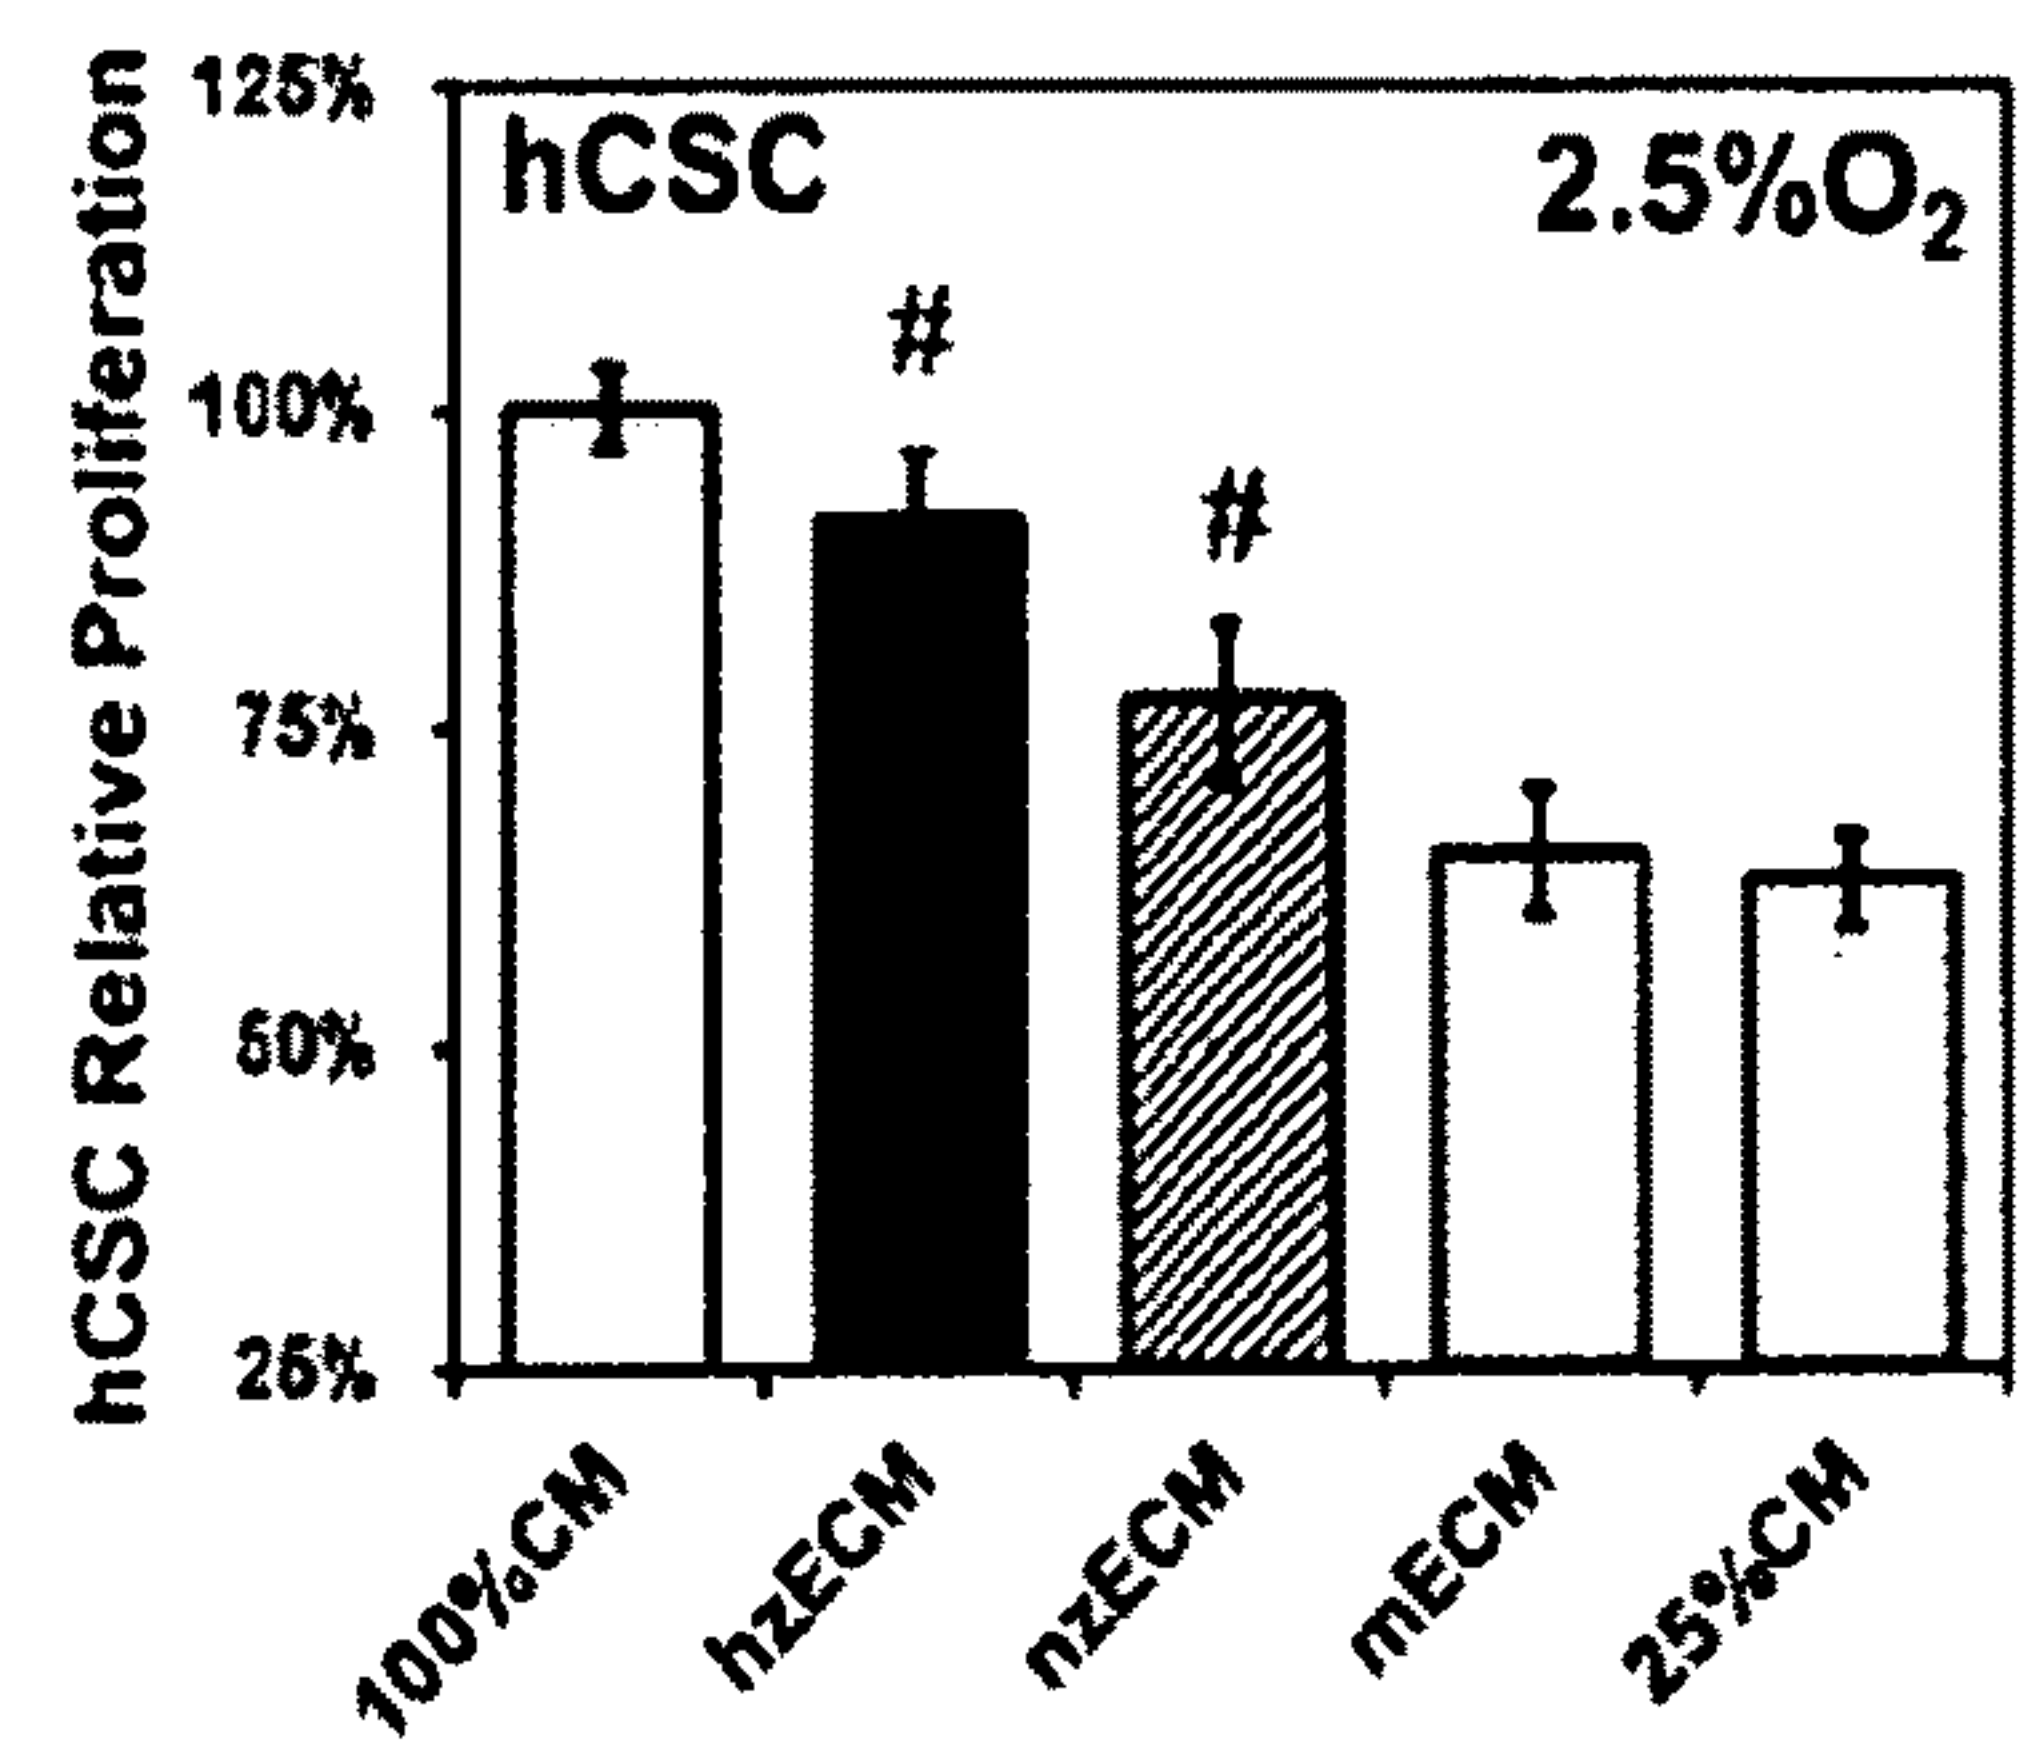 hCSC Relative Proliferation
125%
100%
75%
50%
25%
hCSC
2.5%O₂
#
#
100%CM
hzECM
nzECM
mECM
25%CM